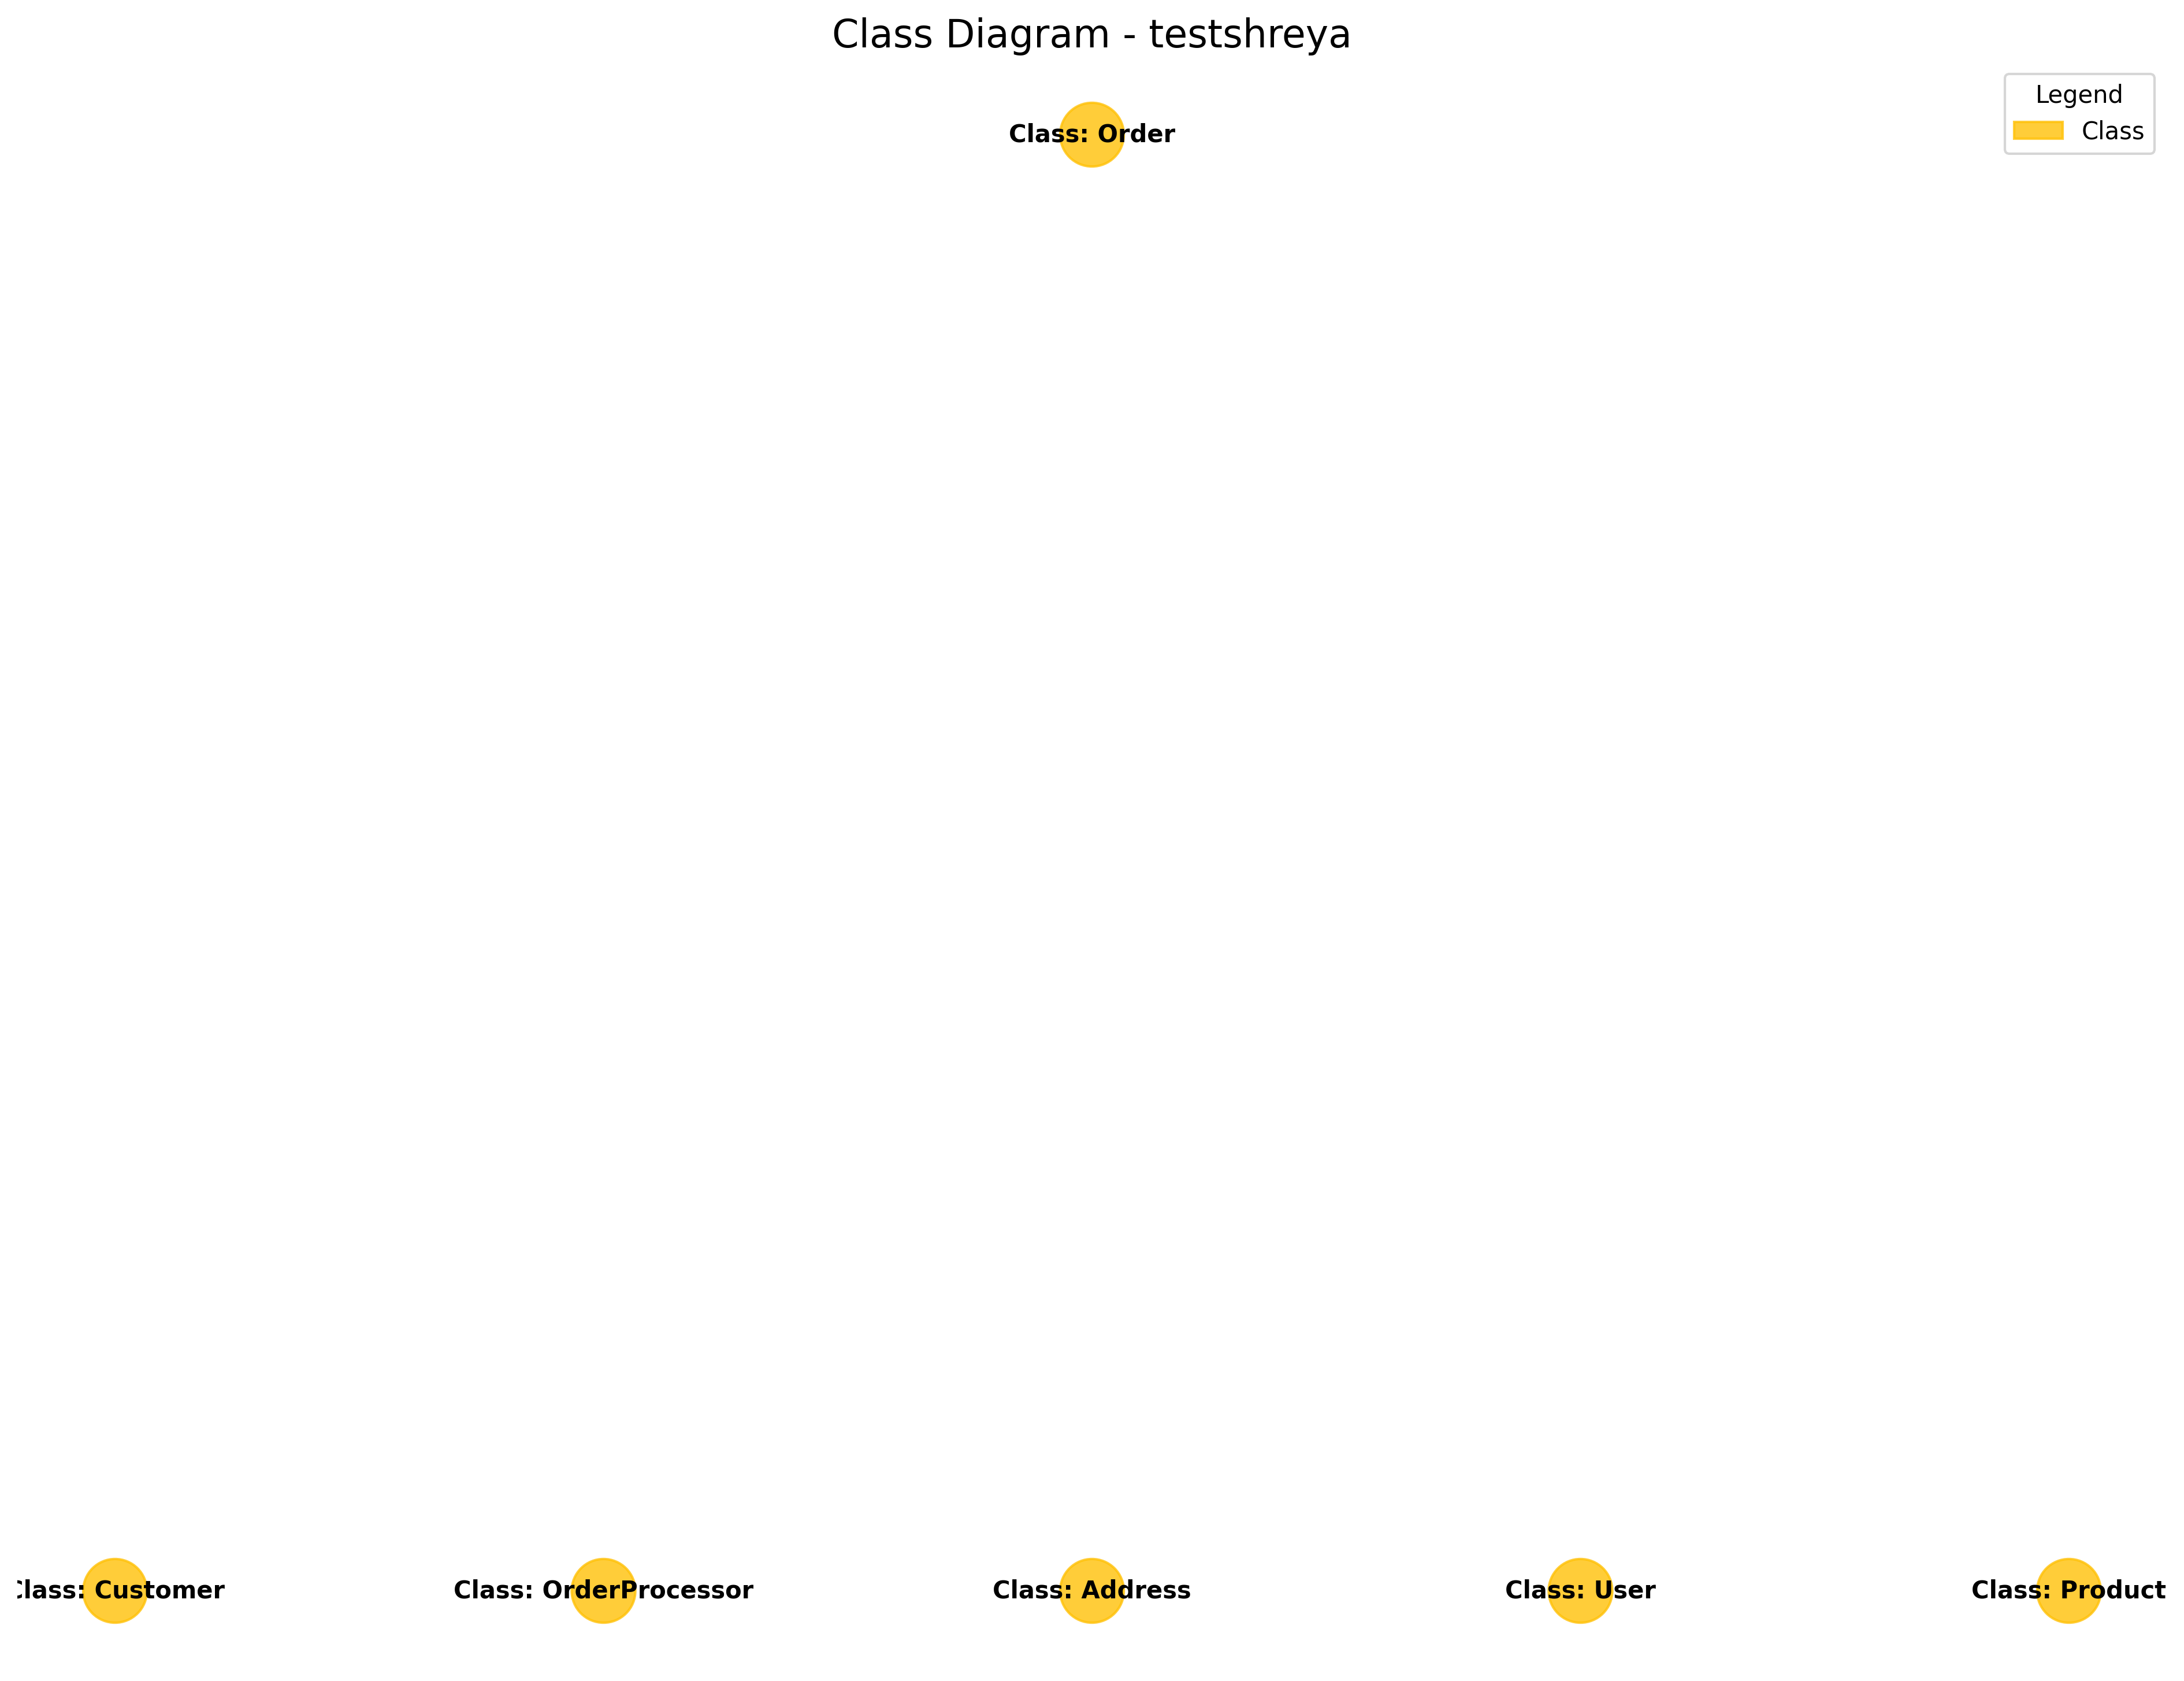 Class Diagram - testshreya
Legend
Class
Class: Order
lass: Customer
Class: OrderProcessor
Class: Address
Class: User
Class: Product